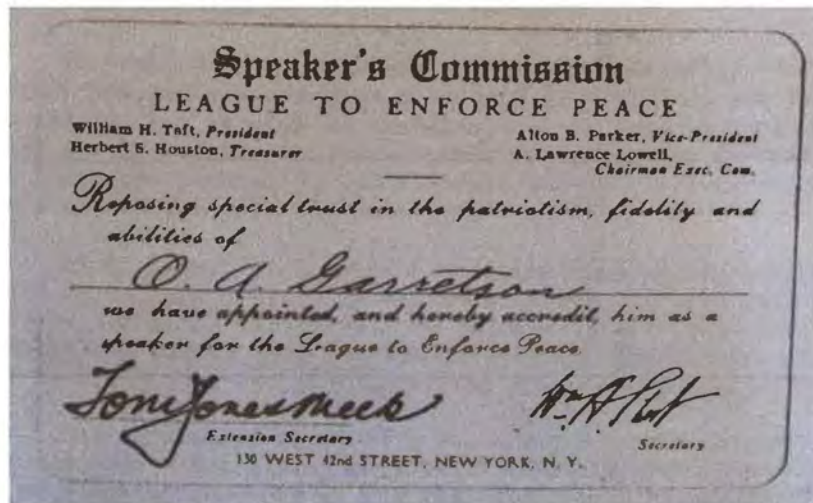 Speaker's Commission
LEAGUE TO ENFORCE PEACE
William H. Taft, President
Alton B. Parker, Vice-President
Herbert S. Houston, Treasurer
A. Lawrence Lowell,
Chairman Exec. Com.
Reposing special trust in the patriotism, fidelity and
abilities of
O. A. Garretson
we have appointed, and hereby accredit, him as a
speaker for the League to Enforce Peace.
Wm. H.
Extension Secretary
Secretary
130 WEST 42nd STREET, NEW YORK, N. Y.